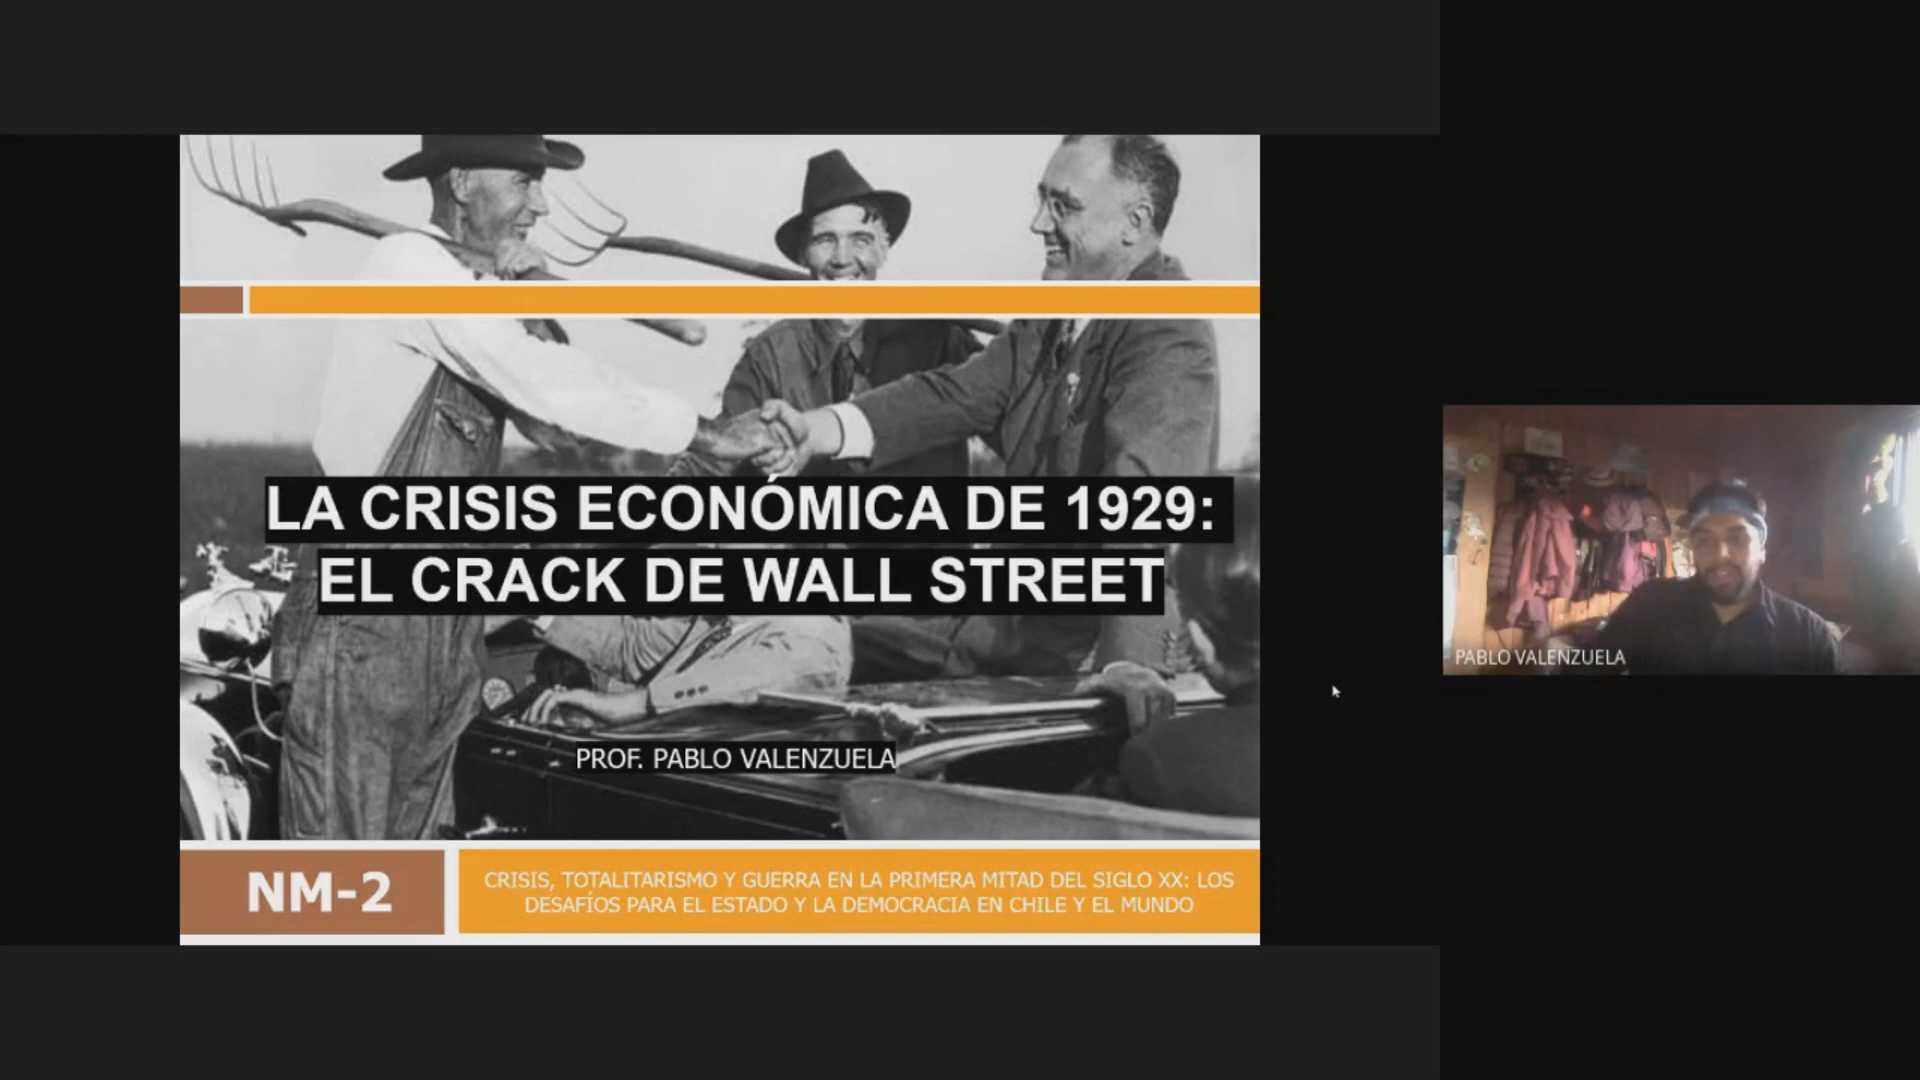 LA CRISIS ECONÓMICA DE 1929:
EL CRACK DE WALL STREET
PROF. PABLO VALENZUELA
NM-2
CRISIS, TOTALITARISMO Y GUERRA EN LA PRIMERA MITAD DEL SIGLO XX: LOS
DESAFÍOS PARA EL ESTADO Y LA DEMOCRACIA EN CHILE Y EL MUNDO
PABLO VALENZUELA